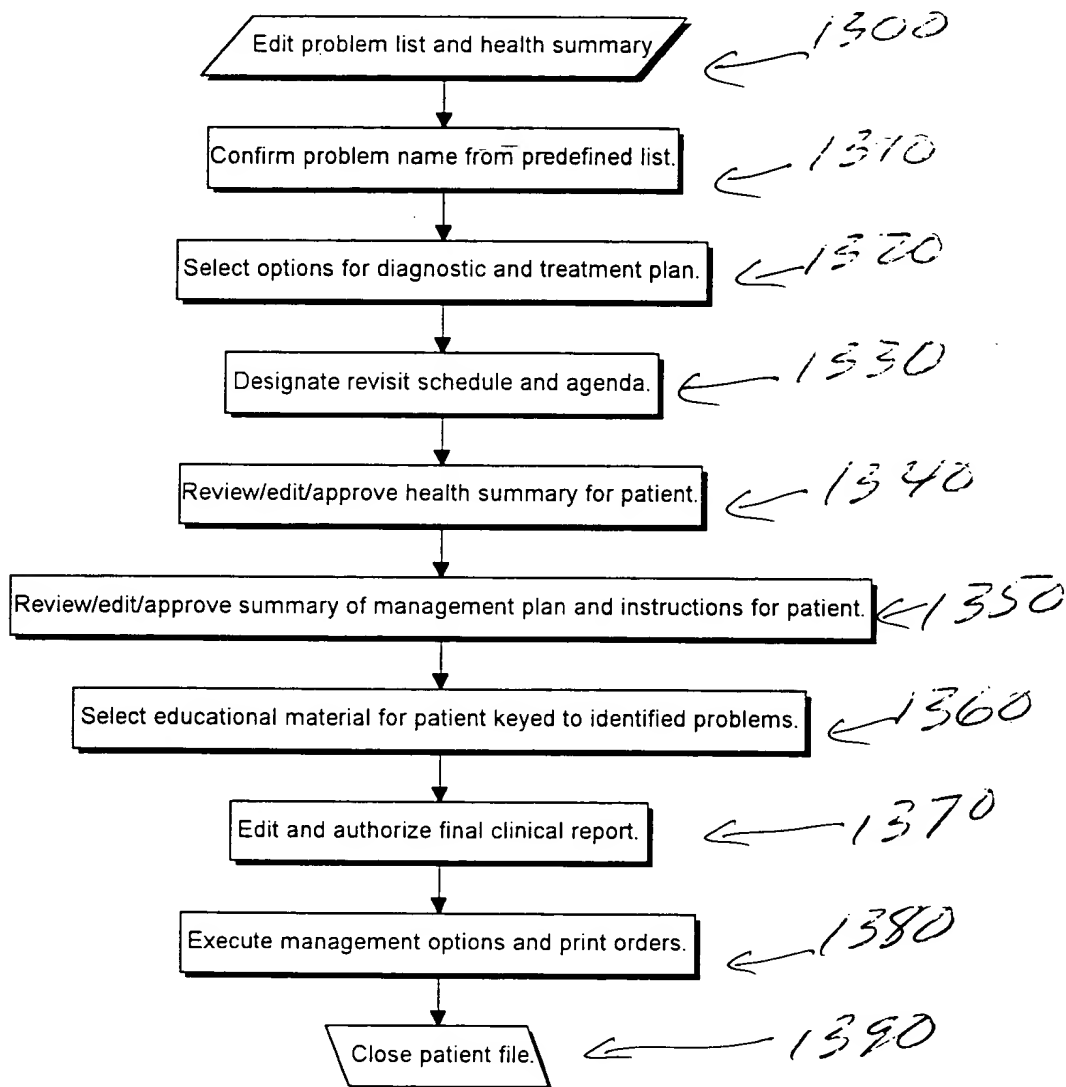 Edit problem list and health summary
1300
Confirm problem name from predefined list.
1310
Select options for diagnostic and treatment plan.
1320
Designate revisit schedule and agenda.
1330
Review/edit/approve health summary for patient.
1340
Review/edit/approve summary of management plan and instructions for patient.
1350
Select educational material for patient keyed to identified problems.
1360
Edit and authorize final clinical report.
1370
Execute management options and print orders.
1380
Close patient file.
1390